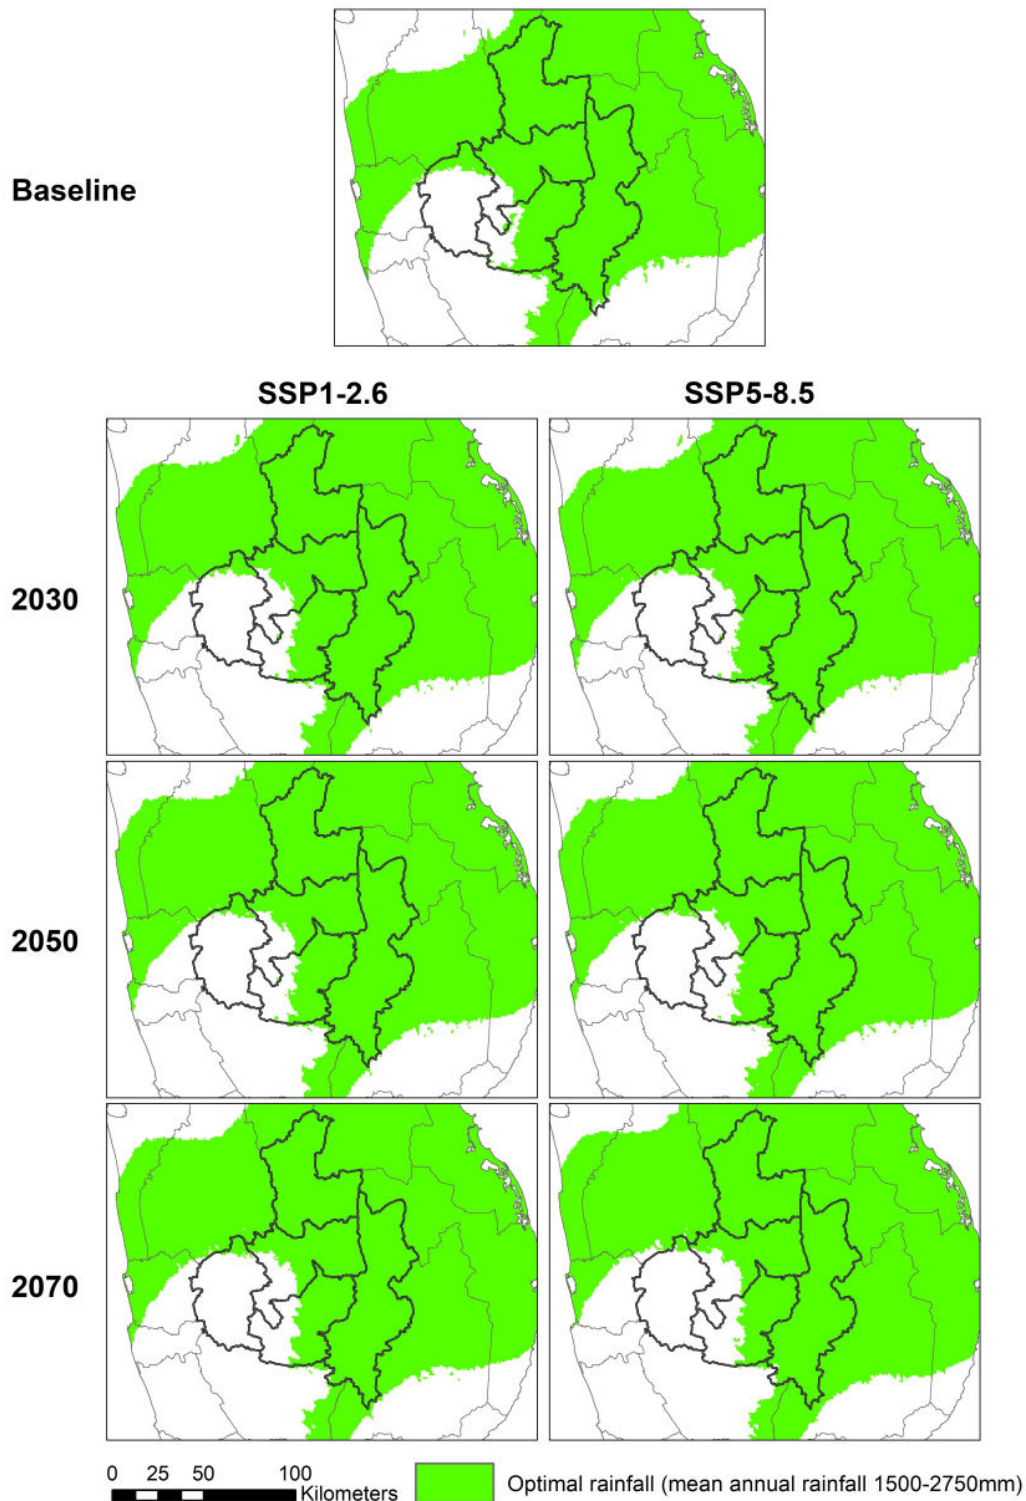 Baseline
SSP1-2.6 SSP5-8.5
2030
2050
2070
0 25 50 100
Kilometers
Optimal rainfall (mean annual rainfall 1500-2750mm)